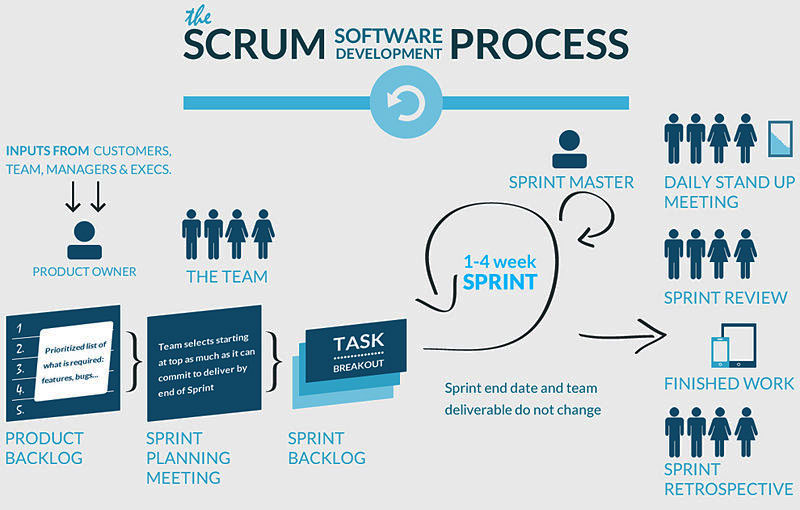 the
SCRUM SOFTWARE DEVELOPMENT PROCESS
INPUTS FROM CUSTOMERS,
TEAM, MANAGERS & EXECS.
PRODUCT OWNER
THE TEAM
SPRINT MASTER
1-4 week
SPRINT
1
2.
3.
4.
5.
Prioritized list of
what is required:
features, bugs...
PRODUCT
BACKLOG
Team selects starting
at top as much as it can
commit to deliver by
end of Sprint
SPRINT
PLANNING
MEETING
TASK
BREAKOUT
SPRINT
BACKLOG
Sprint end date and team
deliverable do not change
DAILY STAND UP
MEETING
SPRINT REVIEW
FINISHED WORK
SPRINT
RETROSPECTIVE